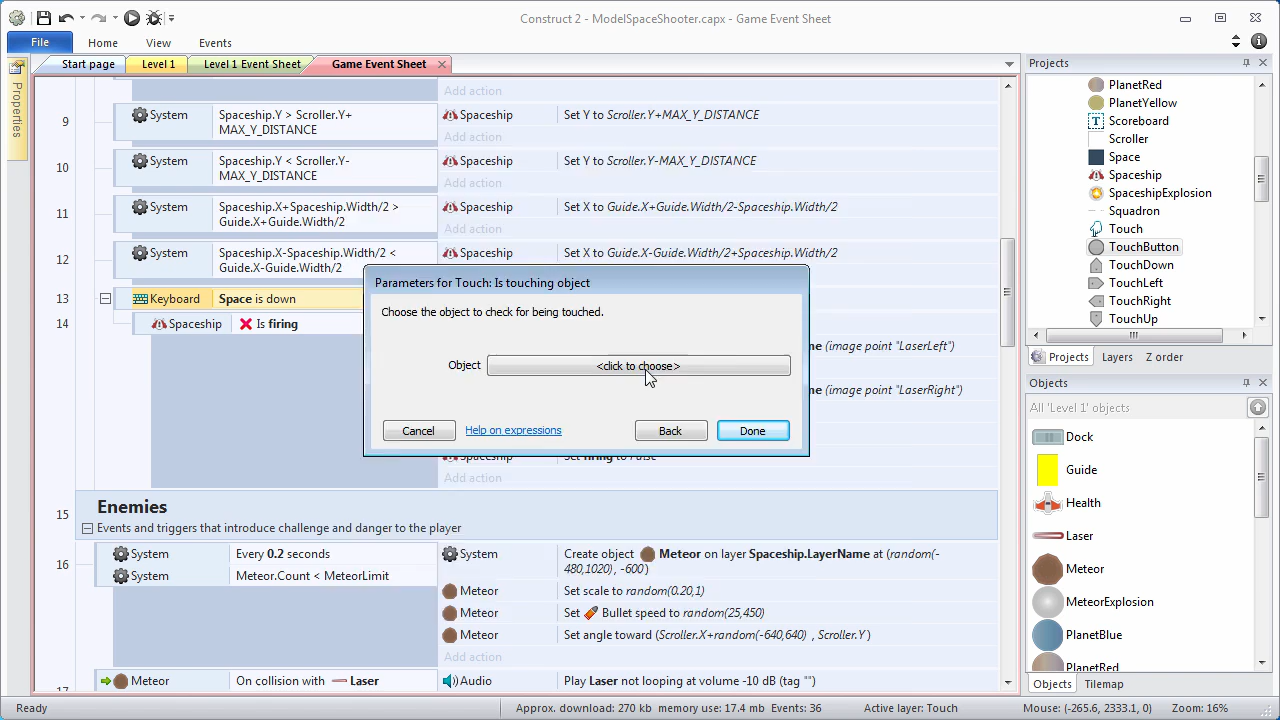 Construct 2 - ModelSpaceShooter.capx - Game Event Sheet
File Home View Events
Start page Level 1 Level 1 Event Sheet Game Event Sheet
Properties
Add action
9 System Spaceship.Y > Scroller.Y+ Spaceship Set Y to Scroller.Y+MAX_Y_DISTANCE
MAX_Y_DISTANCE
Add action
10 System Spaceship.Y < Scroller.Y- Spaceship Set Y to Scroller.Y-MAX_Y_DISTANCE
MAX_Y_DISTANCE
Add action
11 System Spaceship.X+Spaceship.Width/2 > Spaceship Set X to Guide.X+Guide.Width/2-Spaceship.Width/2
Guide.X+Guide.Width/2
Add action
12 System Spaceship.X-Spaceship.Width/2 < Spaceship Set X to Guide.X-Guide.Width/2+Spaceship.Width/2
Guide.X-Guide.Width/2
13 Keyboard Space is down
14 Spaceship Is firing
(image point "LaserLeft")
(image point "LaserRight")
Add action
Parameters for Touch: Is touching object
Choose the object to check for being touched.
Object <click to choose>
Cancel Help on expressions Back Done
15 Enemies
Events and triggers that introduce challenge and danger to the player
16 System Every 0.2 seconds System Create object Meteor on layer Spaceship.LayerName at (random(-
480,1020), -600)
System Meteor.Count < MeteorLimit
Meteor Set scale to random(0.20,1)
Meteor Set Bullet speed to random(25,450)
Meteor Set angle toward (Scroller.X+random(-640,640) , Scroller.Y )
Add action
17 Meteor On collision with Laser Audio Play Laser not looping at volume -10 dB (tag "")
Projects
PlanetRed
PlanetYellow
Scoreboard
Scroller
Space
Spaceship
SpaceshipExplosion
Squadron
Touch
TouchButton
TouchDown
TouchLeft
TouchRight
TouchUp
Projects Layers Z order
Objects
All 'Level 1' objects
Dock
Guide
Health
Laser
Meteor
MeteorExplosion
PlanetBlue
PlanetRed
Objects Tilemap
Ready Approx. download: 270 kb memory use: 17.4 mb Events: 36 Active layer: Touch Mouse: (-265.6, 2333.1, 0) Zoom: 16%